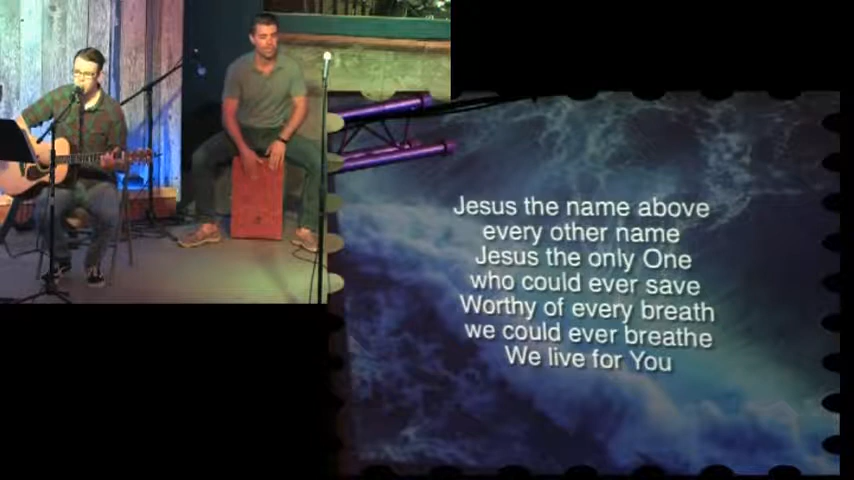 Jesus the name above
every other name
Jesus the only One
who could ever save
Worthy of every breath
we could ever breathe
We live for You